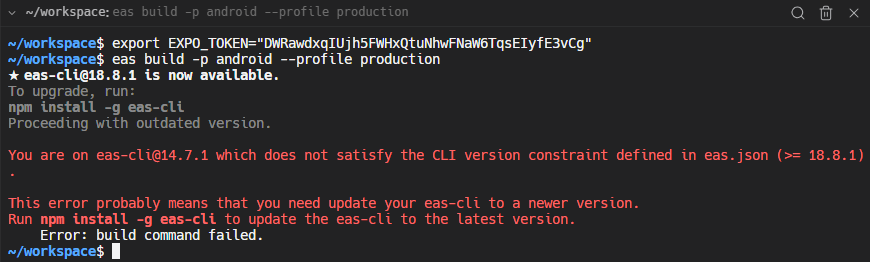 ~/workspace: eas build -p android --profile production
~/workspace$ export EXPO_TOKEN="DWRawdxqIUjh5FWHxQtuNhwFNaW6TqsEIyfE3vCg"
~/workspace$ eas build -p android --profile production
★ eas-cli@18.8.1 is now available.
To upgrade, run:
npm install -g eas-cli
Proceeding with outdated version.
You are on eas-cli@14.7.1 which does not satisfy the CLI version constraint defined in eas.json (>= 18.8.1)
.
This error probably means that you need update your eas-cli to a newer version.
Run npm install -g eas-cli to update the eas-cli to the latest version.
Error: build command failed.
~/workspace$